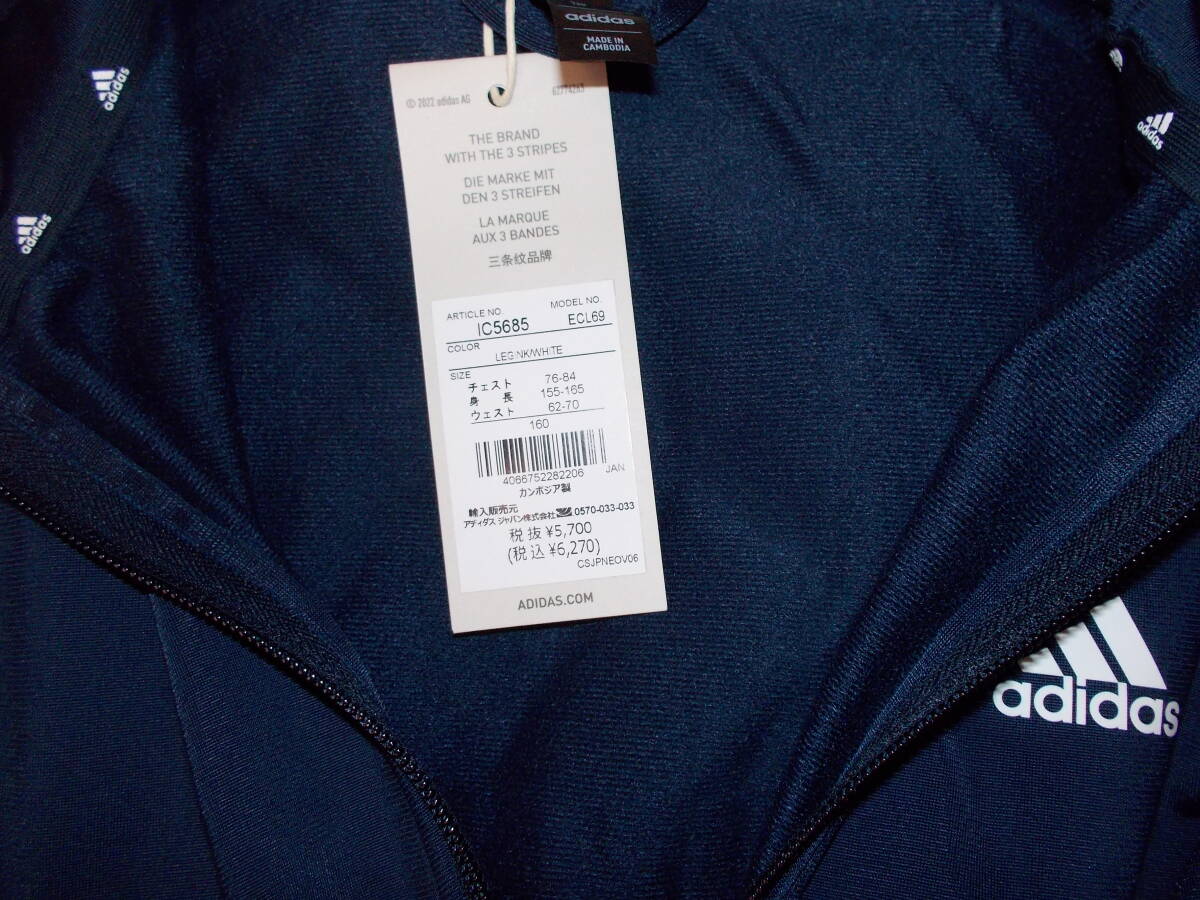 adidas
MADE IN
CAMBODIA
adidas
adidas
adidas
© 2022 adidas AG
62774263
THE BRAND
WITH THE 3 STRIPES
DIE MARKE MIT
DEN 3 STREIFEN
LA MARQUE
AUX 3 BANDES
三条纹品牌
ARTICLE NO. MODEL NO.
IC5685 ECL69
COLOR
LEGINK/WHITE
SIZE
チェスト 76-84
身長 155-165
ウェスト 62-70
160
4066752282206 JAN
カンボジア製
輸入販売元
アディダス ジャパン株式会社 0570-033-033
税抜 ¥5,700
(税込 ¥6,270)
CSJPNEOV06
ADIDAS.COM
adidas